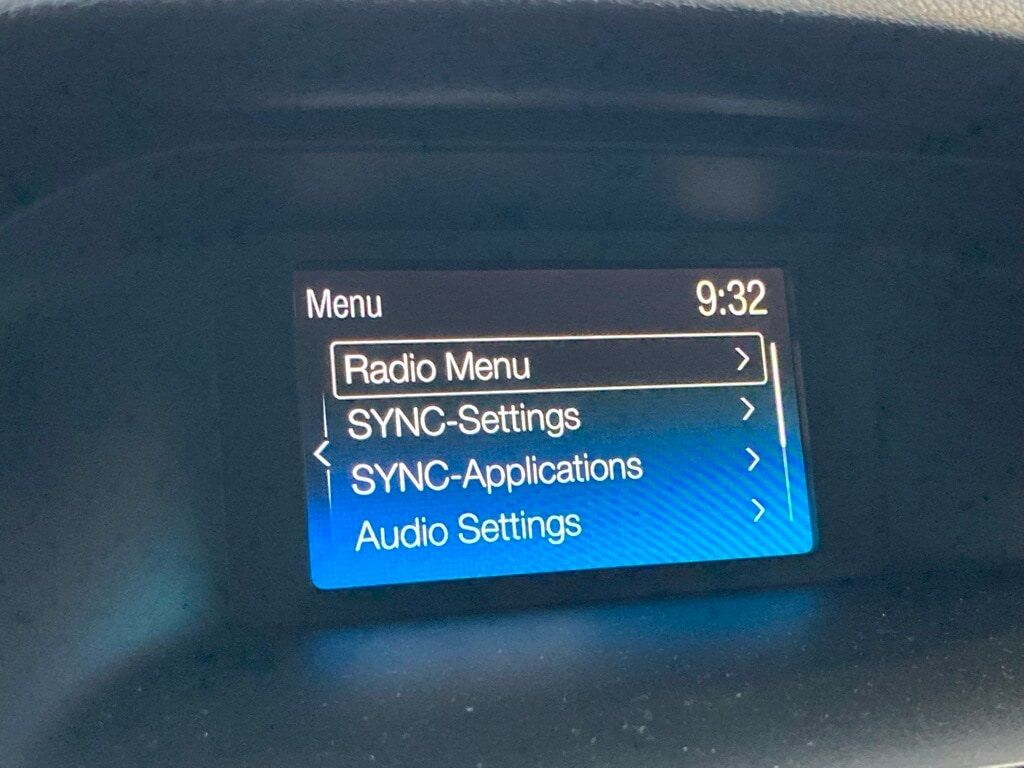 Menu 9:32
Radio Menu
SYNC-Settings
SYNC-Applications
Audio Settings